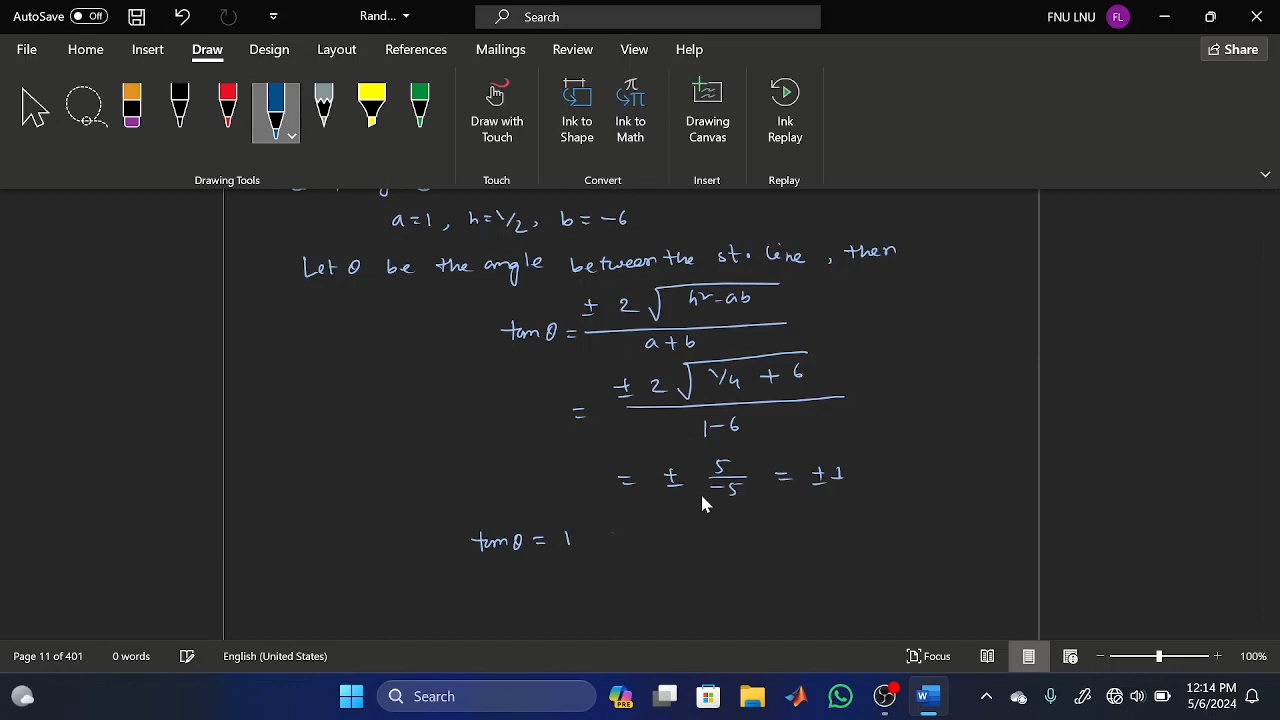 AutoSave Off Rand... Search FNU LNU FL
File Home Insert Draw Design Layout References Mailings Review View Help Share
Draw with Touch Ink to Shape Ink to Math Drawing Canvas Ink Replay
Drawing Tools Touch Convert Insert Replay
a=1, h=1/2, b=-6
Let θ be the angle between the st. line, then
tanθ = ± 2 √(h²-ab) / (a+b)
= ± 2 √(1/4 + 6) / (1-6)
= ± 5/-5 = ±1
tanθ = 1
Page 11 of 401 0 words English (United States) Focus 100%
Search PRE 12:14 PM
5/6/2024